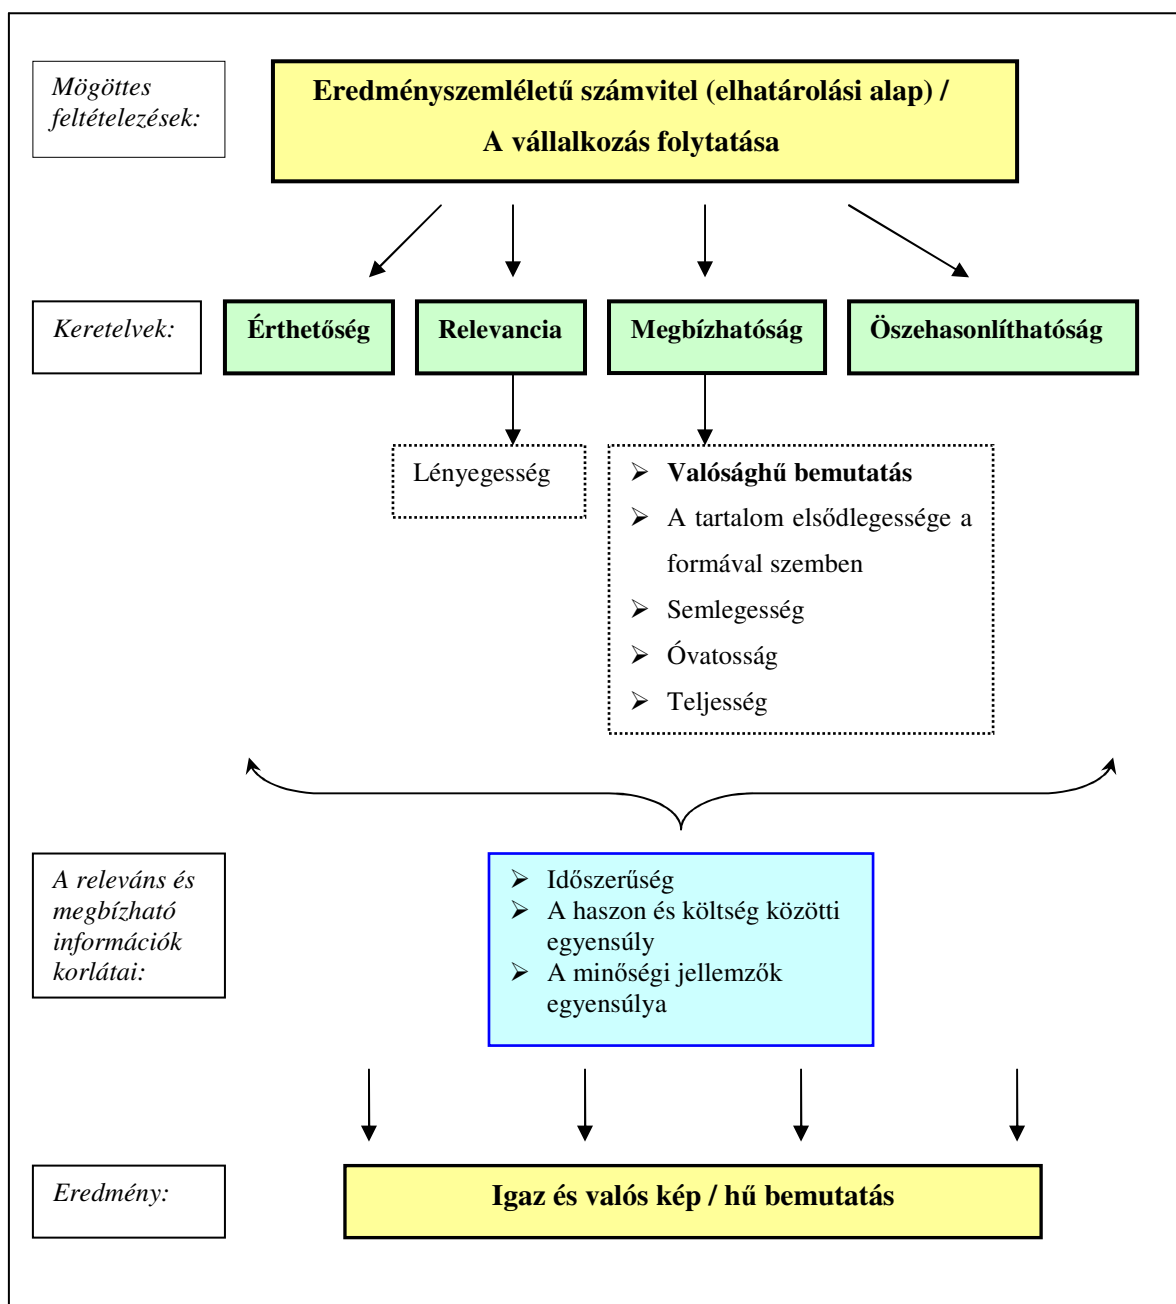 Mögöttes
feltételezések:
Eredményszemléletű számvitel (elhatárolási alap) /
A vállalkozás folytatása
Keretelvek:
Érthetőség
Relevancia
Megbízhatóság
Öszehasonlíthatóság
Lényegesség
➢ Valósághű bemutatás
➢ A tartalom elsődlegessége a
formával szemben
➢ Semlegesség
➢ Óvatosság
➢ Teljesség
A releváns és
megbízható
információk
korlátai:
➢ Időszerűség
➢ A haszon és költség közötti
egyensúly
➢ A minőségi jellemzők
egyensúlya
Eredmény:
Igaz és valós kép / hű bemutatás